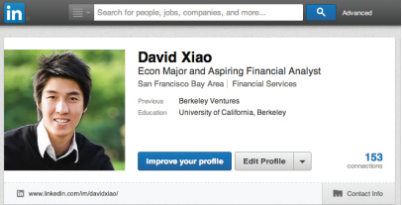 in
Search for people, jobs, companies, and more...
Advanced
David Xiao
Econ Major and Aspiring Financial Analyst
San Francisco Bay Area | Financial Services
Previous Berkeley Ventures
Education University of California, Berkeley
Improve your profile Edit Profile
153
connections
www.linkedin.com/im/davidxiao/ Contact Info